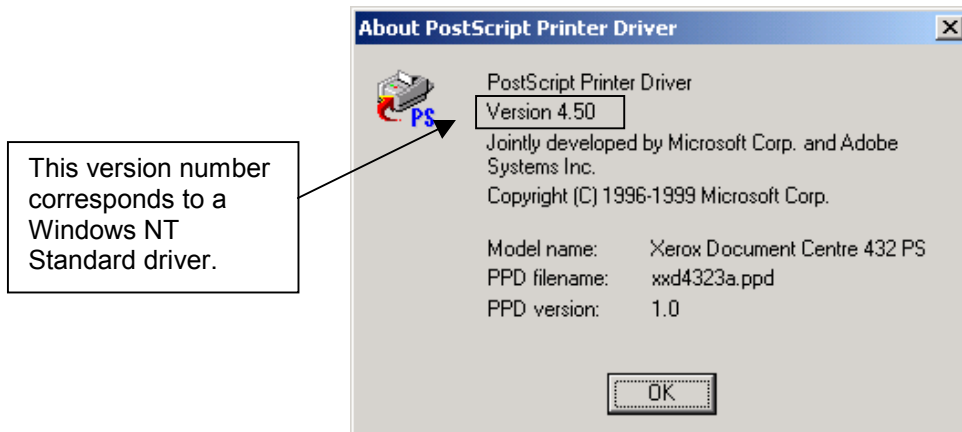 About PostScript Printer Driver
PS
PostScript Printer Driver
Version 4.50
Jointly developed by Microsoft Corp. and Adobe
Systems Inc.
Copyright (C) 1996-1999 Microsoft Corp.
This version number
corresponds to a
Windows NT
Standard driver.
Model name: Xerox Document Centre 432 PS
PPD filename: xxd4323a.ppd
PPD version: 1.0
OK